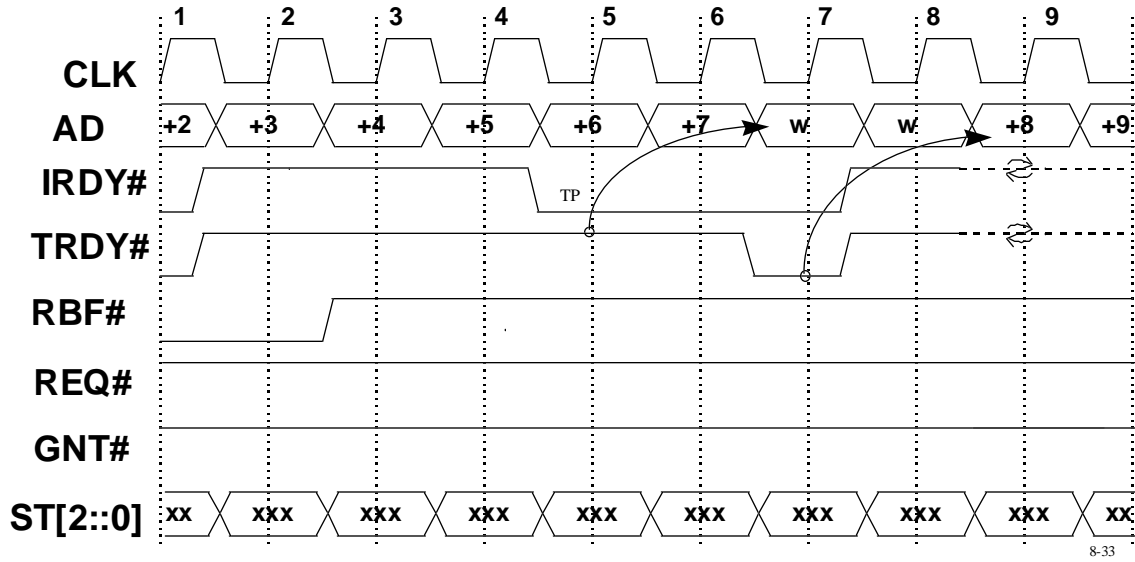 1 2 3 4 5 6 7 8 9
CLK
AD +2 +3 +4 +5 +6 +7 w w +8 +9
IRDY#
TP
TRDY#
RBF#
REQ#
GNT#
ST[2::0] xx xxx xxx xxx xxx xxx xxx xxx xxx xx
8-33